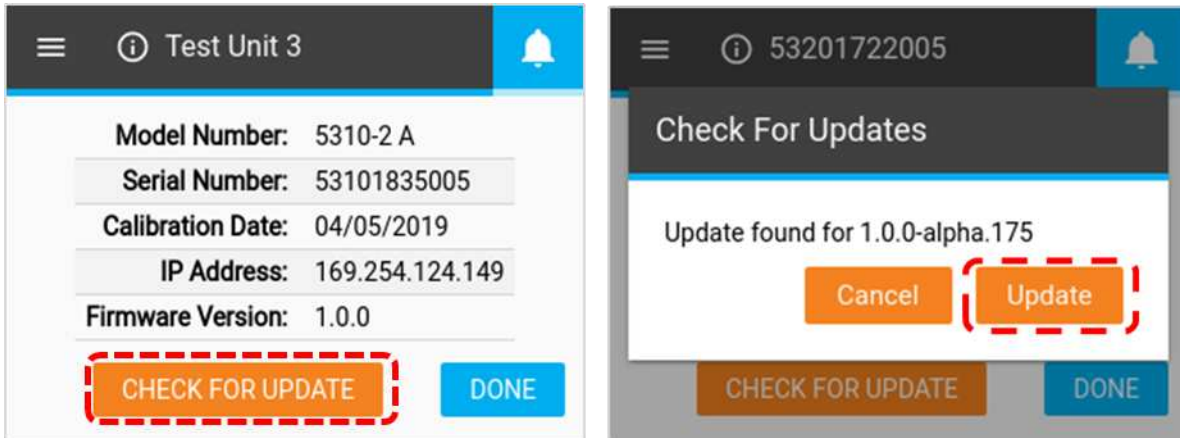 Test Unit 3
Model Number: 5310-2 A
Serial Number: 53101835005
Calibration Date: 04/05/2019
IP Address: 169.254.124.149
Firmware Version: 1.0.0
CHECK FOR UPDATE DONE
53201722005
Check For Updates
Update found for 1.0.0-alpha.175
Cancel Update
CHECK FOR UPDATE DONE